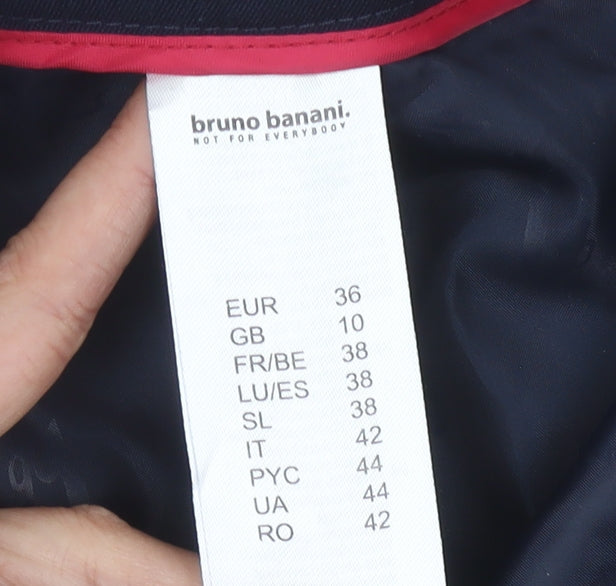 bruno banani.
NOT FOR EVERYBODY
EUR 36
GB 10
FR/BE 38
LU/ES 38
SL 38
IT 42
РУС 44
UA 44
RO 42